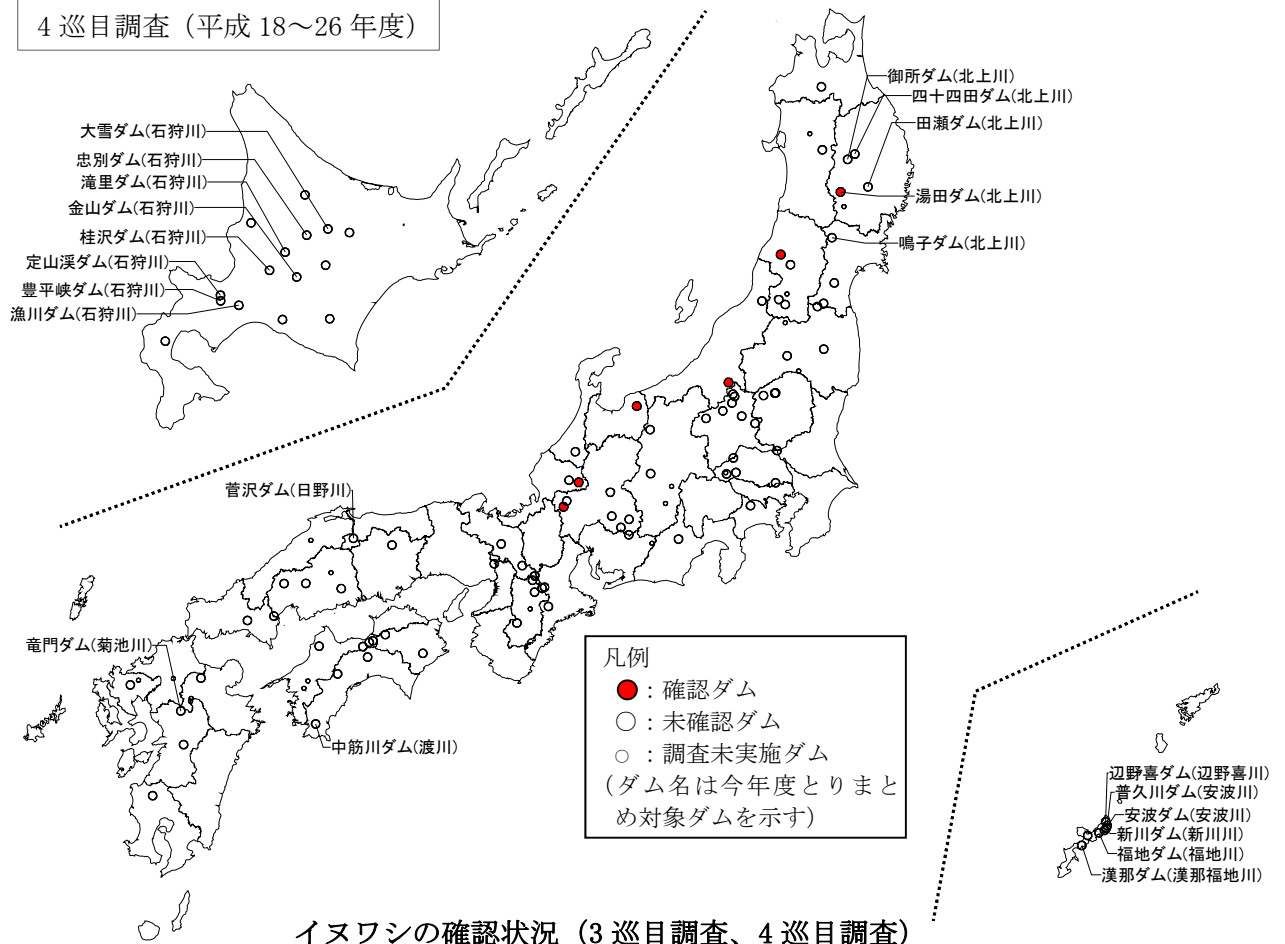 4 巡目調査（平成 18～26 年度）
大雪ダム(石狩川)
忠別ダム(石狩川)
滝里ダム(石狩川)
金山ダム(石狩川)
桂沢ダム(石狩川)
定山渓ダム(石狩川)
豊平峡ダム(石狩川)
漁川ダム(石狩川)
御所ダム(北上川)
四十四田ダム(北上川)
田瀬ダム(北上川)
湯田ダム(北上川)
鳴子ダム(北上川)
菅沢ダム(日野川)
竜門ダム(菊池川)
中筋川ダム(渡川)
凡例
：確認ダム
：未確認ダム
：調査未実施ダム
(ダム名は今年度とりまと
め対象ダムを示す)
辺野喜ダム(辺野喜川)
普久川ダム(安波川)
安波ダム(安波川)
新川ダム(新川川)
福地ダム(福地川)
漢那ダム(漢那福地川)
イヌワシの確認状況（3 巡目調査、4 巡目調査）